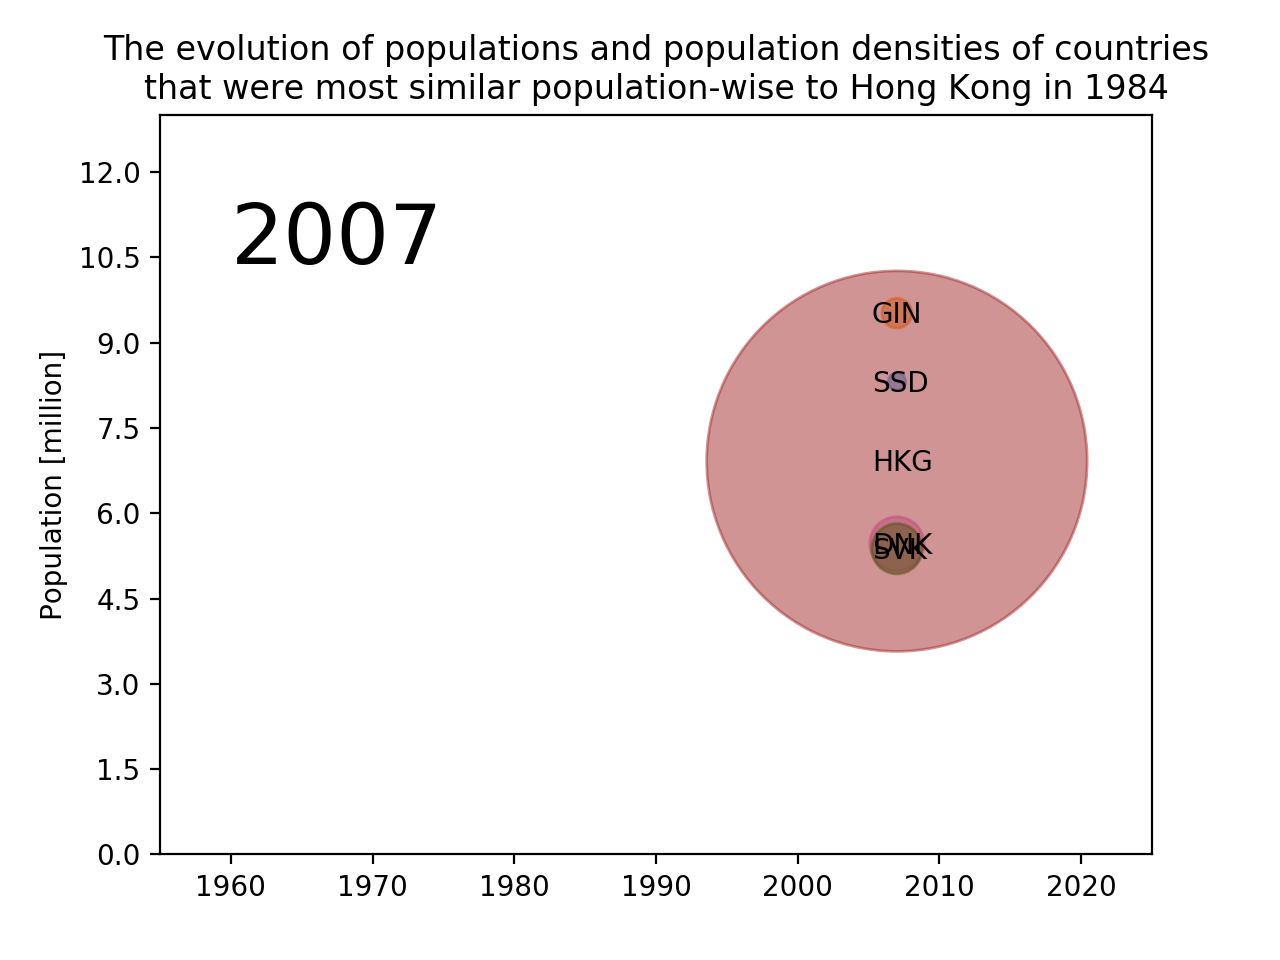 The evolution of populations and population densities of countries
that were most similar population-wise to Hong Kong in 1984
12.0
10.5
9.0
7.5
6.0
4.5
3.0
1.5
0.0
Population [million]
2007
GIN
SSD
HKG
DNK
SVK
1960 1970 1980 1990 2000 2010 2020